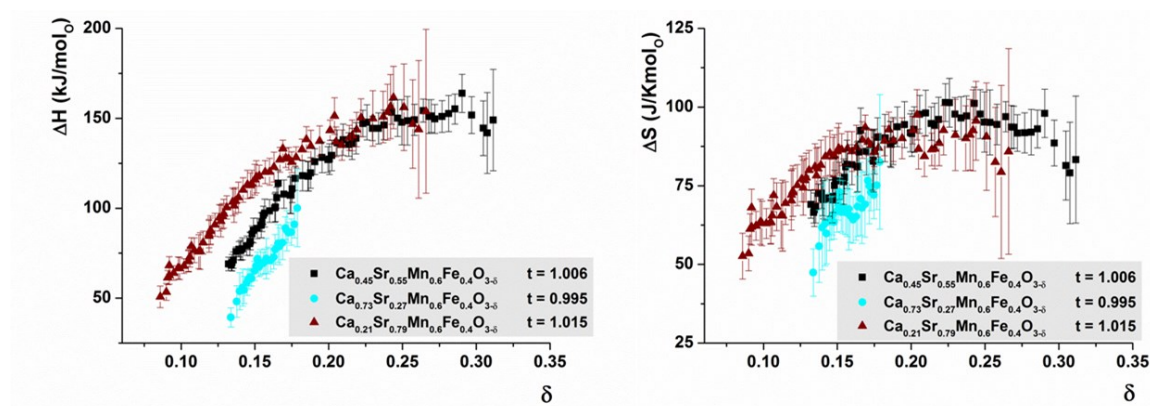 ΔH (kJ/molO)
200
150
100
50
0.10 0.15 0.20 0.25 0.30 0.35
δ
Ca0.45Sr0.55Mn0.6Fe0.4O3-δ t = 1.006
Ca0.73Sr0.27Mn0.6Fe0.4O3-δ t = 0.995
Ca0.21Sr0.79Mn0.6Fe0.4O3-δ t = 1.015
ΔS (J/KmolO)
125
100
75
50
25
0.10 0.15 0.20 0.25 0.30 0.35
δ
Ca0.45Sr0.55Mn0.6Fe0.4O3-δ t = 1.006
Ca0.73Sr0.27Mn0.6Fe0.4O3-δ t = 0.995
Ca0.21Sr0.79Mn0.6Fe0.4O3-δ t = 1.015